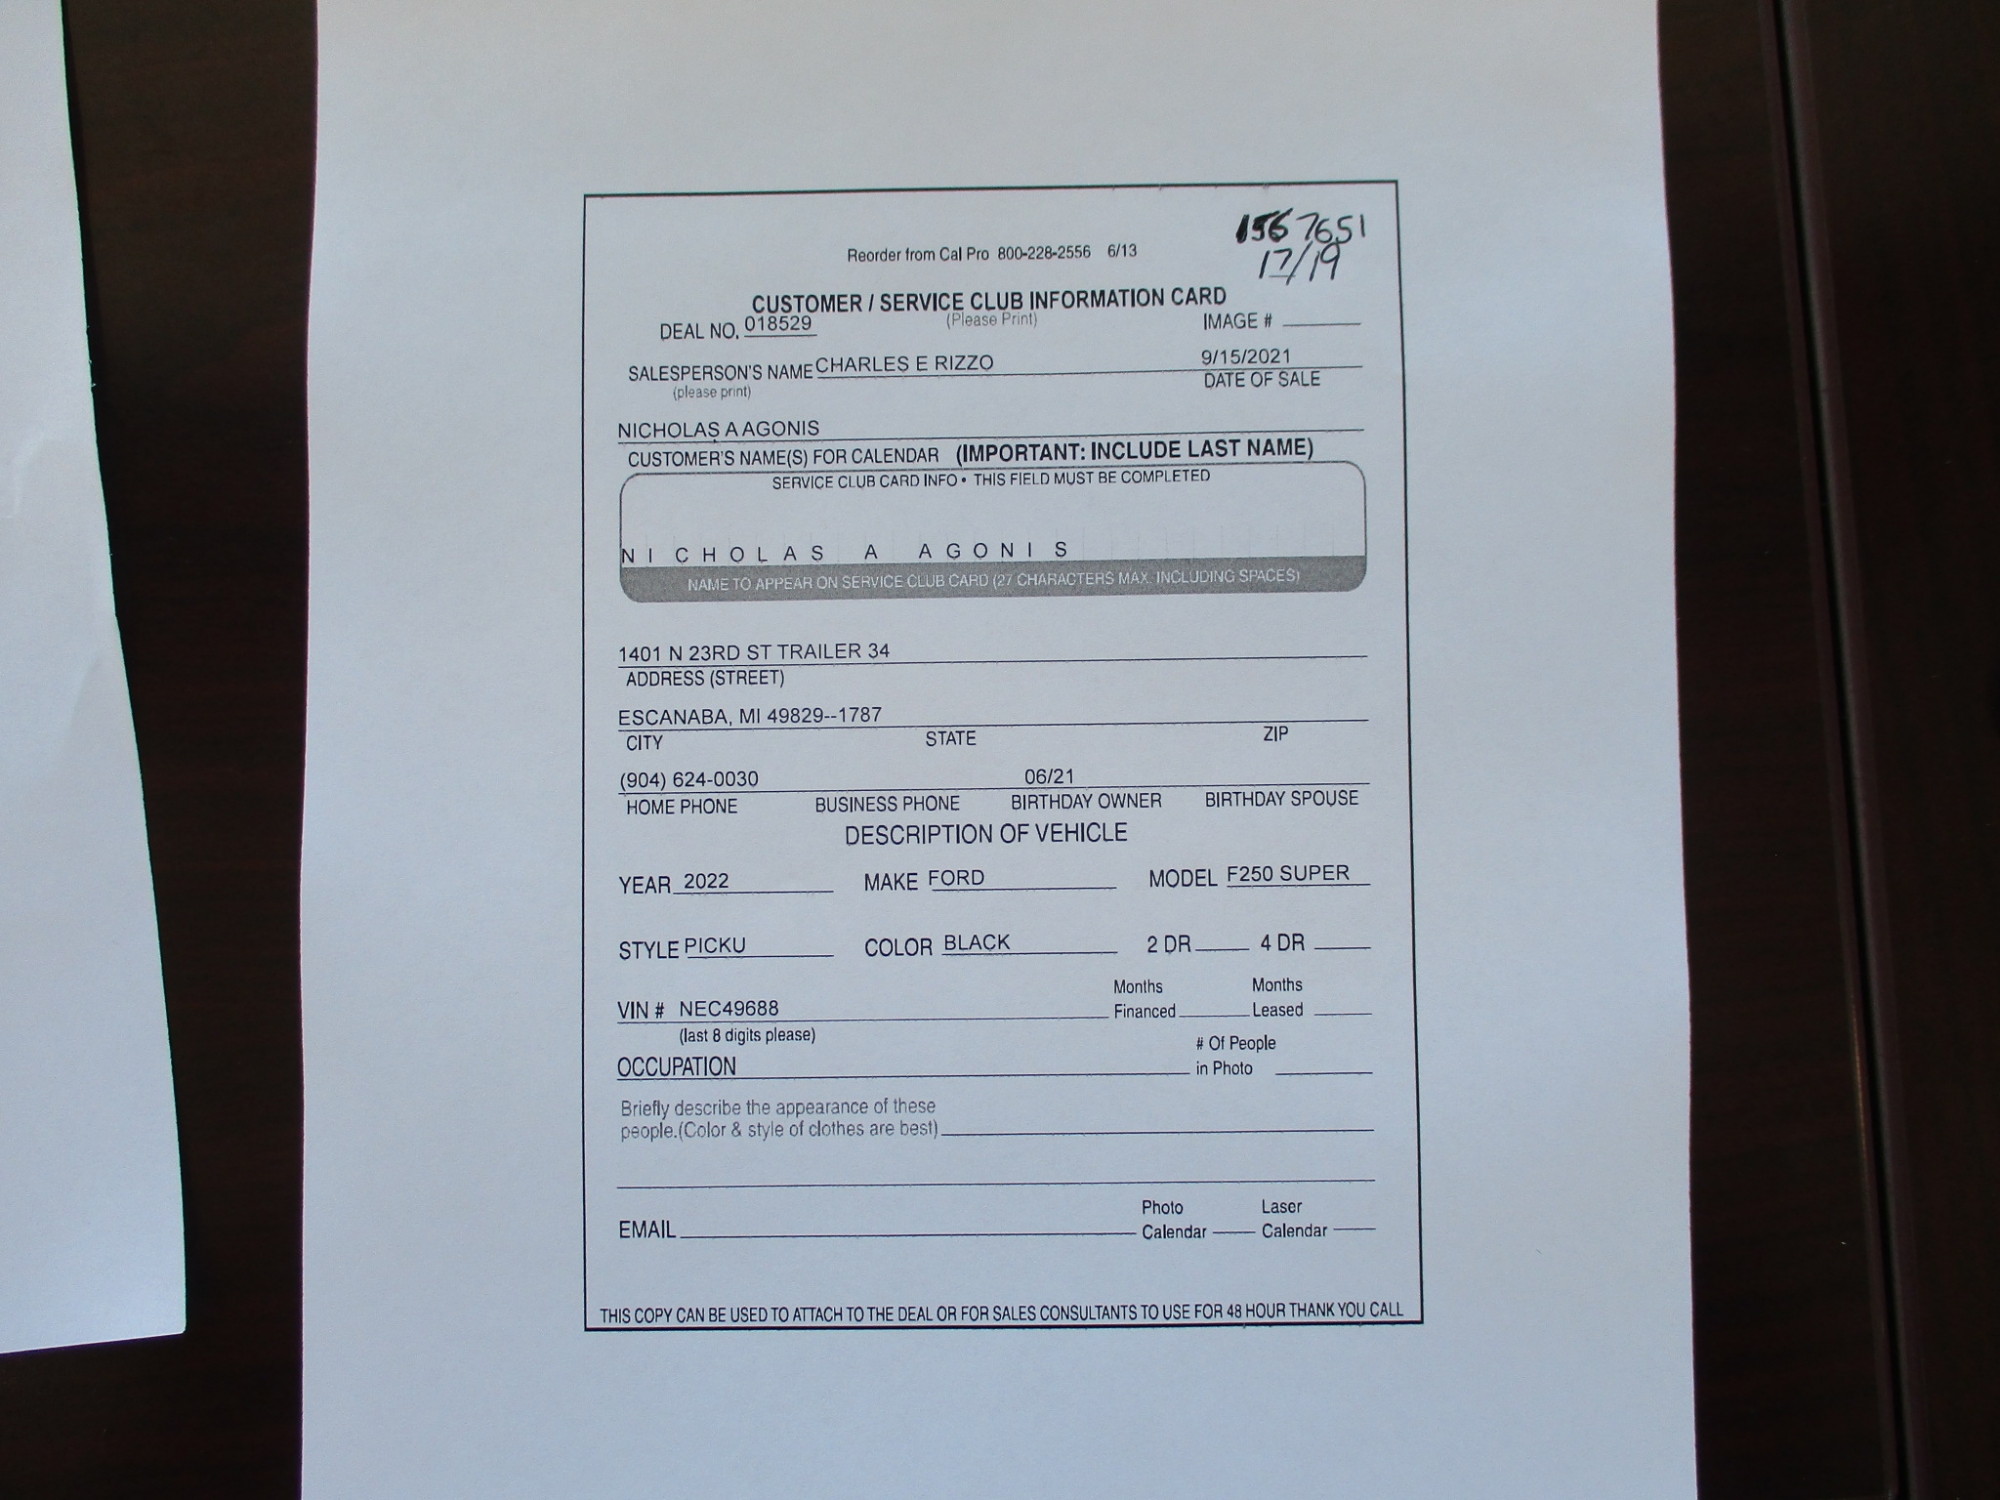 1567651
17/19
Reorder from Cal Pro 800-228-2556 6/13
CUSTOMER / SERVICE CLUB INFORMATION CARD
DEAL NO. 018529 (Please Print) IMAGE #
SALESPERSON'S NAME CHARLES E RIZZO 9/15/2021
(please print) DATE OF SALE
NICHOLAS A AGONIS
CUSTOMER'S NAME(S) FOR CALENDAR (IMPORTANT: INCLUDE LAST NAME)
SERVICE CLUB CARD INFO • THIS FIELD MUST BE COMPLETED
N I C H O L A S A A G O N I S
NAME TO APPEAR ON SERVICE CLUB CARD (27 CHARACTERS MAX. INCLUDING SPACES)
1401 N 23RD ST TRAILER 34
ADDRESS (STREET)
ESCANABA, MI 49829--1787
CITY STATE ZIP
(904) 624-0030 06/21
HOME PHONE BUSINESS PHONE BIRTHDAY OWNER BIRTHDAY SPOUSE
DESCRIPTION OF VEHICLE
YEAR 2022 MAKE FORD MODEL F250 SUPER
STYLE PICKU COLOR BLACK 2 DR 4 DR
Months Months
VIN # NEC49688 Financed Leased
(last 8 digits please)
# Of People
OCCUPATION in Photo
Briefly describe the appearance of these
people.(Color & style of clothes are best)
Photo Laser
EMAIL Calendar Calendar
THIS COPY CAN BE USED TO ATTACH TO THE DEAL OR FOR SALES CONSULTANTS TO USE FOR 48 HOUR THANK YOU CALL